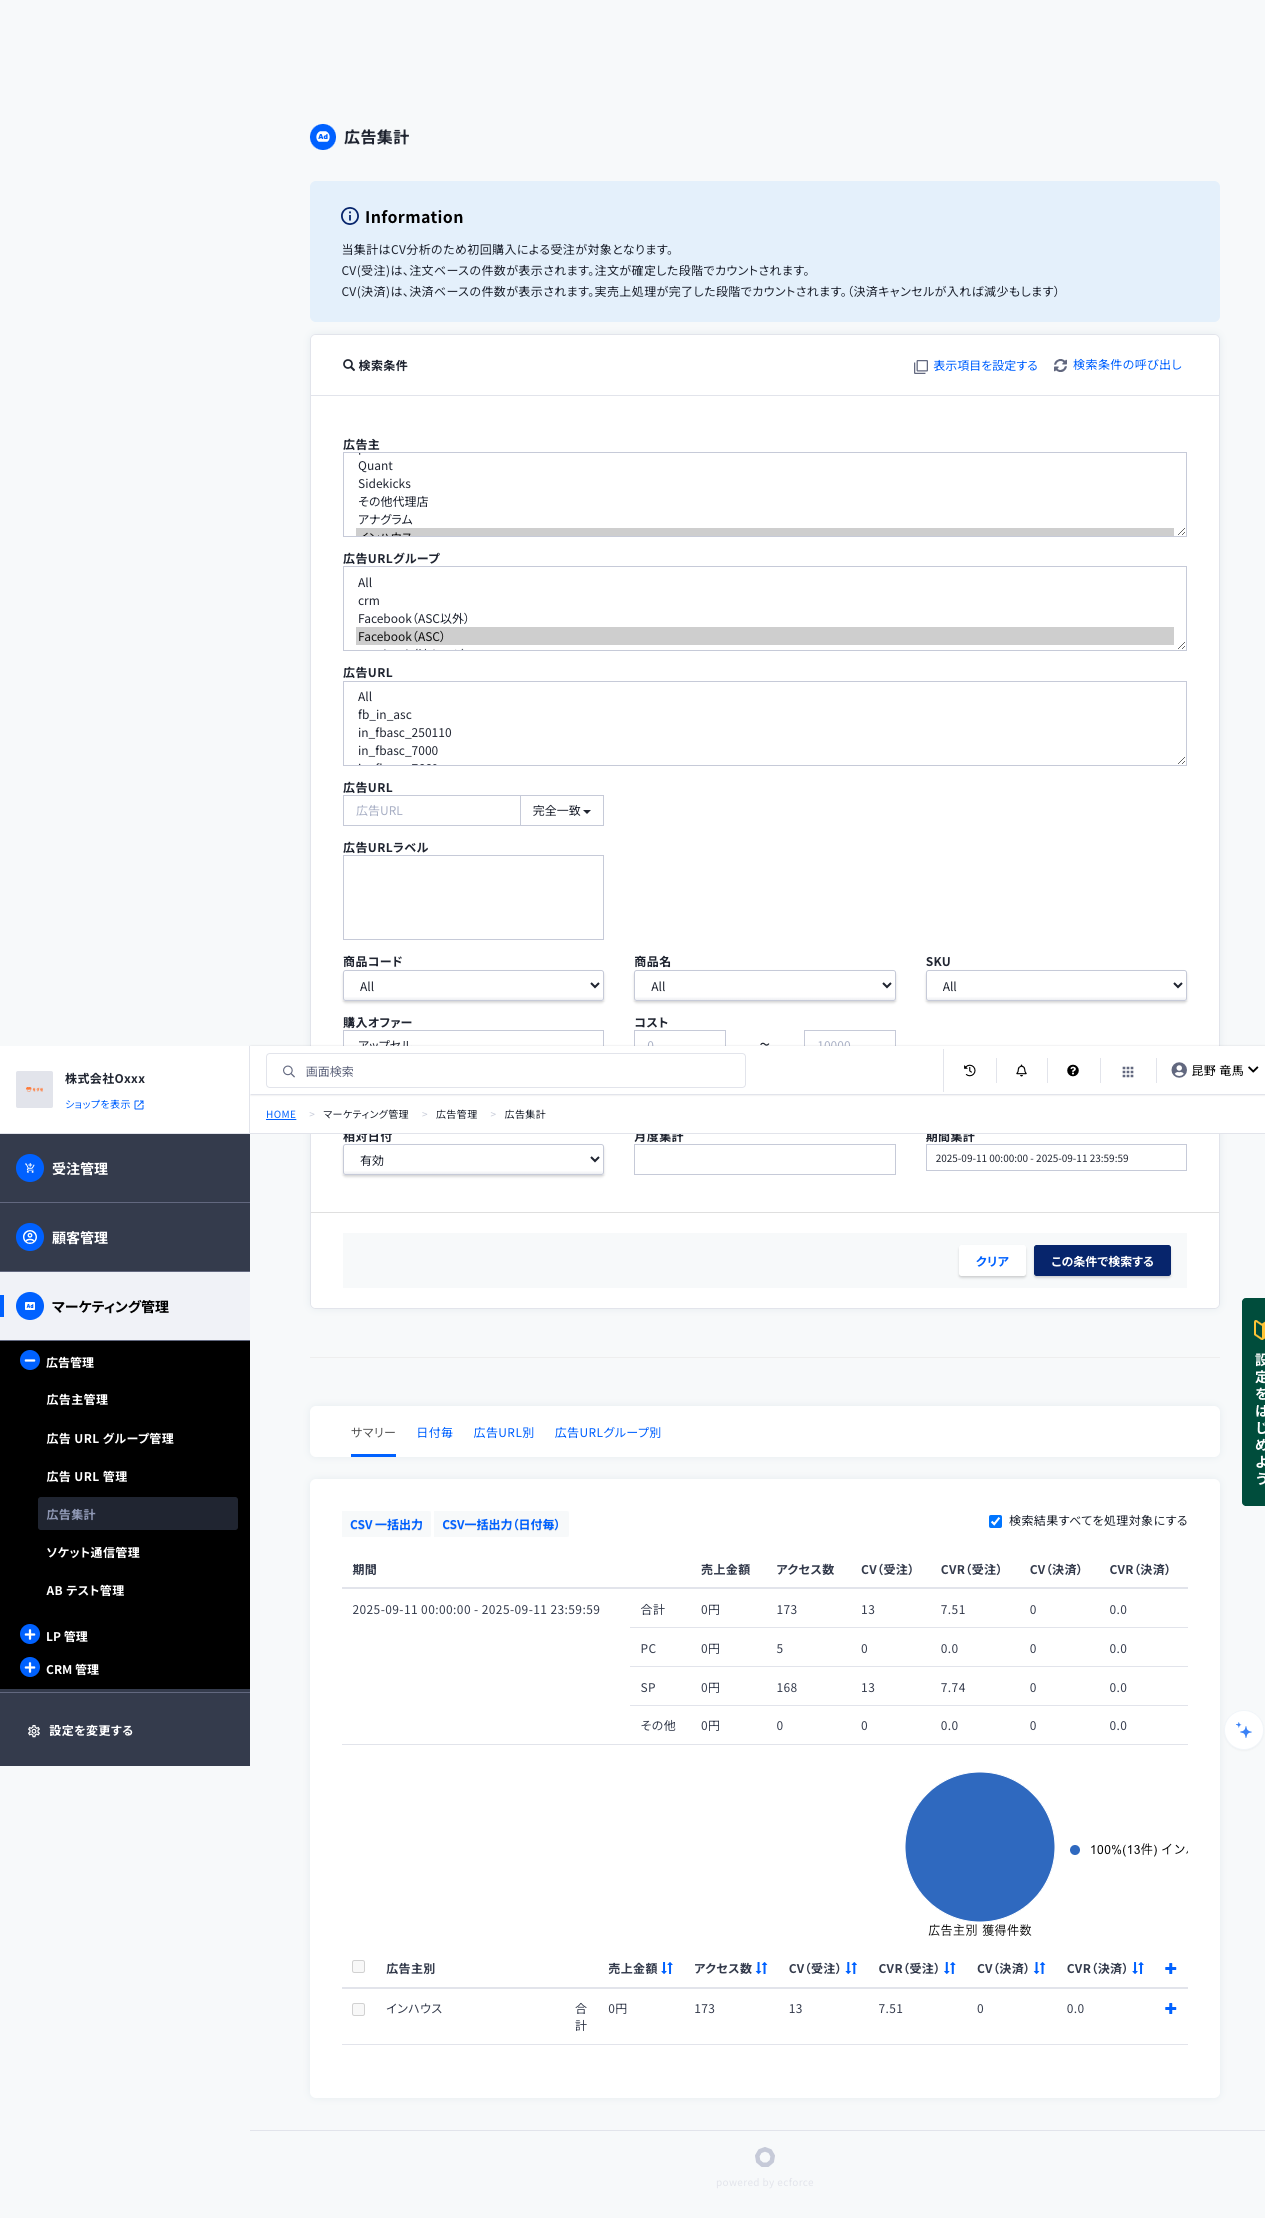 広告集計
Information
当集計はCV分析のため初回購入による受注が対象となります。
CV(受注)は、注文ベースの件数が表示されます。注文が確定した段階でカウントされます。
CV(決済)は、決済ベースの件数が表示されます。実売上処理が完了した段階でカウントされます。（決済キャンセルが入れば減少もします）
検索条件
表示項目を設定する
検索条件の呼び出し
広告主
Quant
Sidekicks
その他代理店
アナグラム
インハウス
広告URLグループ
All
crm
Facebook（ASC以外）
Facebook（ASC）
広告URL
All
fb_in_asc
in_fbasc_250110
in_fbasc_7000
広告URL
広告URL 完全一致
広告URLラベル
商品コード 商品名 SKU
All All All
購入オファー コスト
アップセル 0 ～ 10000
株式会社Oxxx
ショップを表示
画面検索
昆野 竜馬
HOME > マーケティング管理 > 広告管理 > 広告集計
受注管理
顧客管理
マーケティング管理
広告管理
広告主管理
広告 URL グループ管理
広告 URL 管理
広告集計
ソケット通信管理
AB テスト管理
LP 管理
CRM 管理
設定を変更する
相対日付 月度集計 期間集計
有効 2025-09-11 00:00:00 - 2025-09-11 23:59:59
クリア この条件で検索する
設定をはじめよう
サマリー 日付毎 広告URL別 広告URLグループ別
CSV 一括出力 CSV一括出力（日付毎） 検索結果すべてを処理対象にする
期間 売上金額 アクセス数 CV（受注） CVR（受注） CV（決済） CVR（決済）
2025-09-11 00:00:00 - 2025-09-11 23:59:59 合計 0円 173 13 7.51 0 0.0
PC 0円 5 0 0.0 0 0.0
SP 0円 168 13 7.74 0 0.0
その他 0円 0 0 0.0 0 0.0
100%(13件) イン
広告主別 獲得件数
広告主別 売上金額 アクセス数 CV（受注） CVR（受注） CV（決済） CVR（決済）
インハウス 合計 0円 173 13 7.51 0 0.0
powered by ecforce